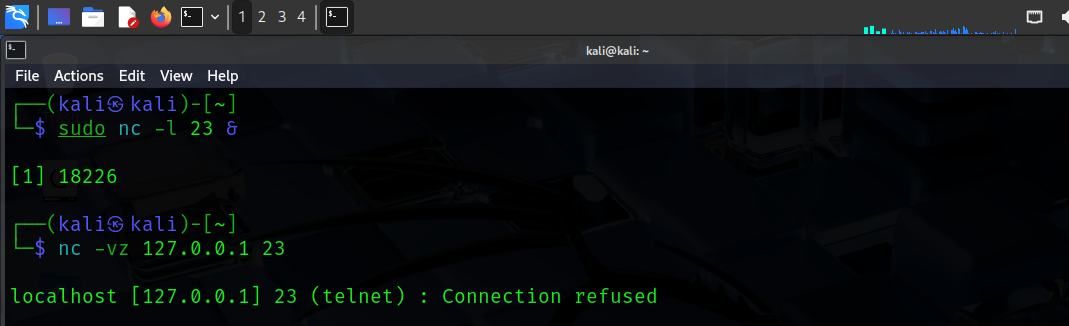 1 2 3 4
kali@kali: ~
File Actions Edit View Help
┌──(kali㉿kali)-[~]
└─$ sudo nc -l 23 &
[1] 18226
┌──(kali㉿kali)-[~]
└─$ nc -vz 127.0.0.1 23
localhost [127.0.0.1] 23 (telnet) : Connection refused